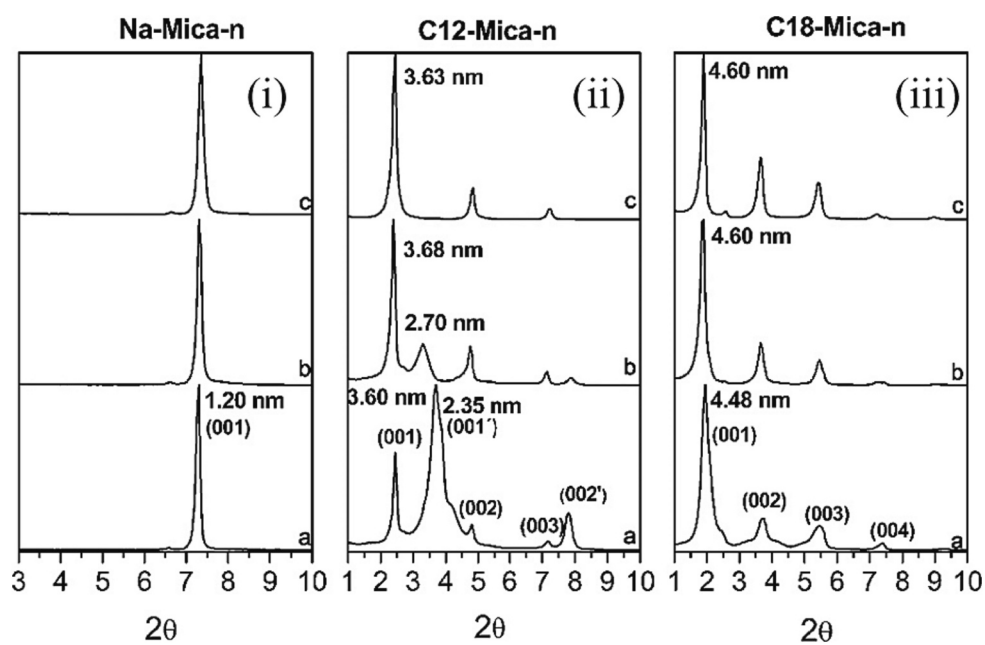 Na-Mica-n
C12-Mica-n
C18-Mica-n
(i)
c
b
1.20 nm
(001)
a
3 4 5 6 7 8 9 10
2θ
(ii)
3.63 nm
c
3.68 nm
2.70 nm
b
3.60 nm
2.35 nm
(001)
(001´)
(002)
(003)
(002')
a
1 2 3 4 5 6 7 8 9 10
2θ
(iii)
4.60 nm
c
4.60 nm
b
4.48 nm
(001)
(002)
(003)
(004)
a
1 2 3 4 5 6 7 8 9 10
2θ